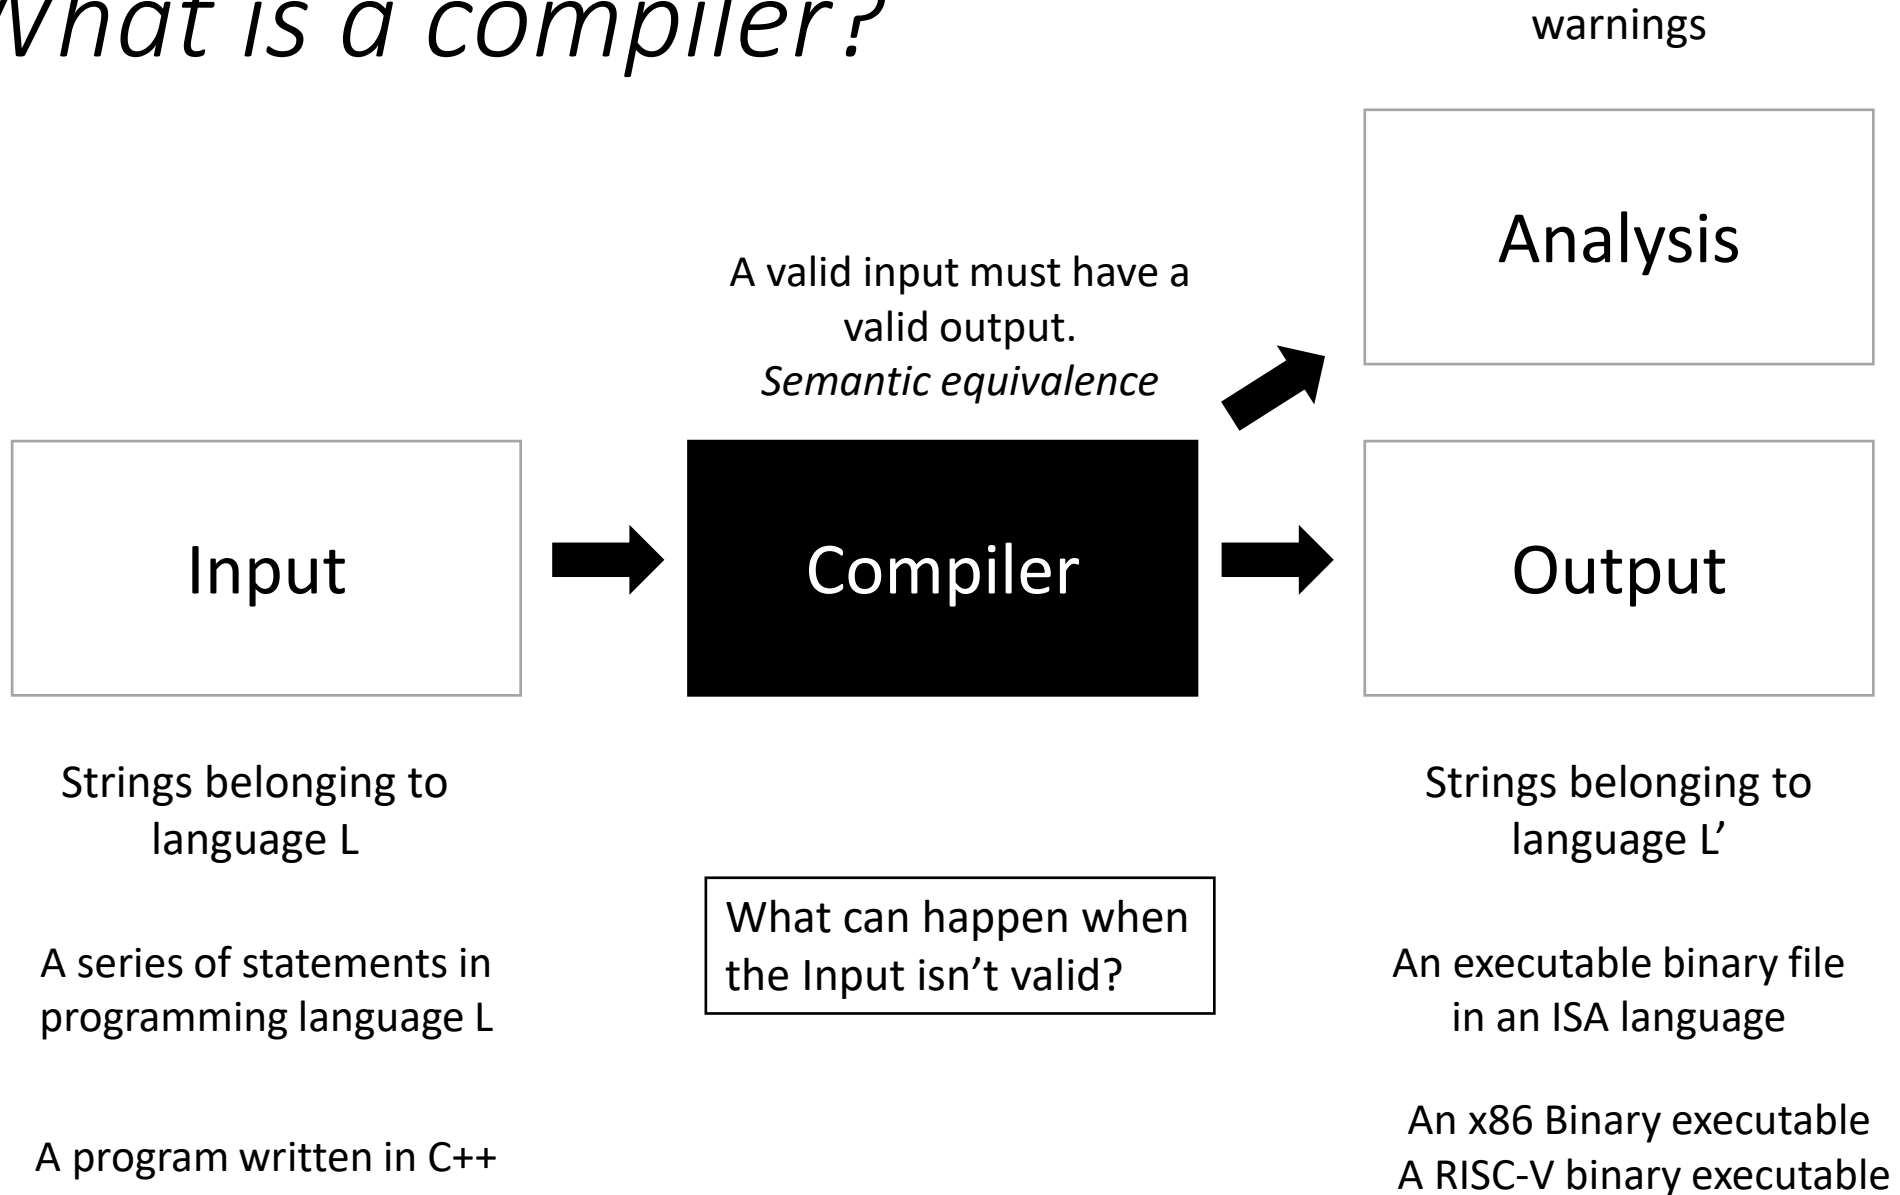 What is a compiler?
warnings
Analysis
A valid input must have a
valid output.
Semantic equivalence
Input
Compiler
Output
Strings belonging to
language L
Strings belonging to
language L’
What can happen when
the Input isn’t valid?
A series of statements in
programming language L
An executable binary file
in an ISA language
A program written in C++
An x86 Binary executable
A RISC-V binary executable